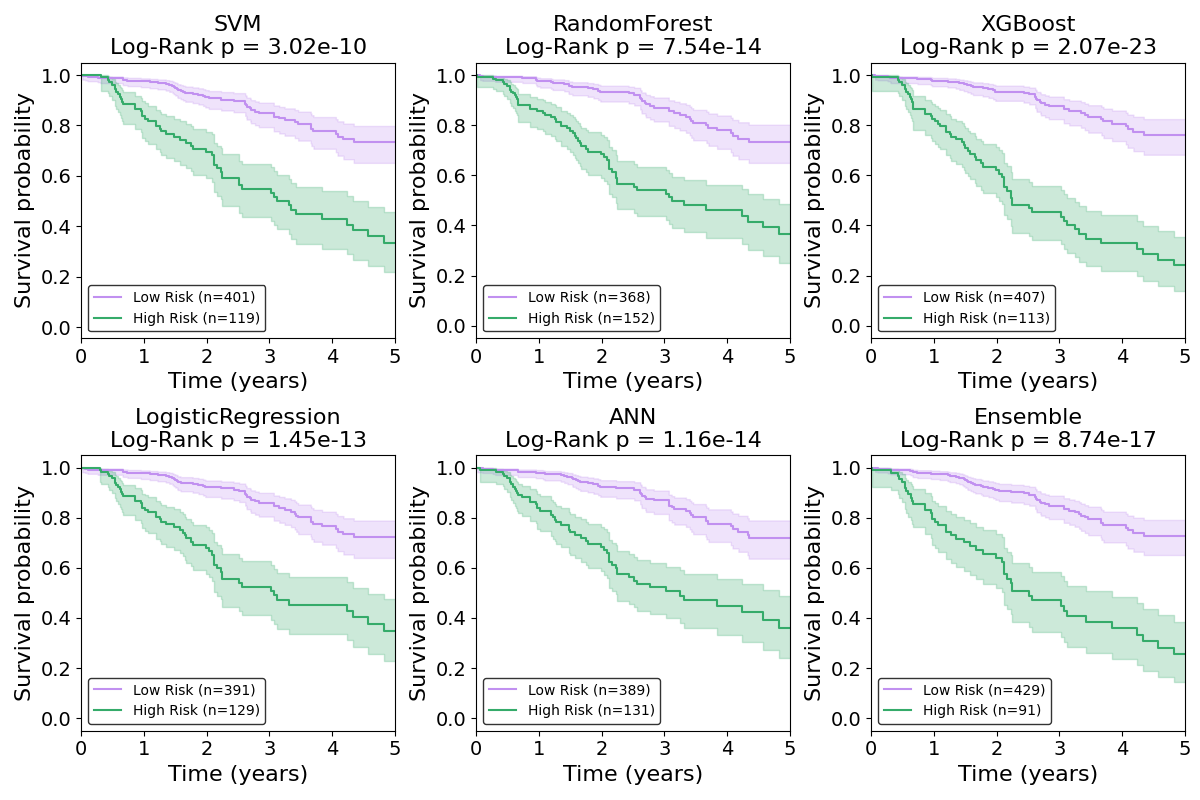 SVM
Log-Rank p = 3.02e-10
Survival probability
1.0
0.8
0.6
0.4
0.2
0.0
Low Risk (n=401)
High Risk (n=119)
0 1 2 3 4 5
Time (years)
RandomForest
Log-Rank p = 7.54e-14
Survival probability
1.0
0.8
0.6
0.4
0.2
0.0
Low Risk (n=368)
High Risk (n=152)
0 1 2 3 4 5
Time (years)
XGBoost
Log-Rank p = 2.07e-23
Survival probability
1.0
0.8
0.6
0.4
0.2
0.0
Low Risk (n=407)
High Risk (n=113)
0 1 2 3 4 5
Time (years)
LogisticRegression
Log-Rank p = 1.45e-13
Survival probability
1.0
0.8
0.6
0.4
0.2
0.0
Low Risk (n=391)
High Risk (n=129)
0 1 2 3 4 5
Time (years)
ANN
Log-Rank p = 1.16e-14
Survival probability
1.0
0.8
0.6
0.4
0.2
0.0
Low Risk (n=389)
High Risk (n=131)
0 1 2 3 4 5
Time (years)
Ensemble
Log-Rank p = 8.74e-17
Survival probability
1.0
0.8
0.6
0.4
0.2
0.0
Low Risk (n=429)
High Risk (n=91)
0 1 2 3 4 5
Time (years)